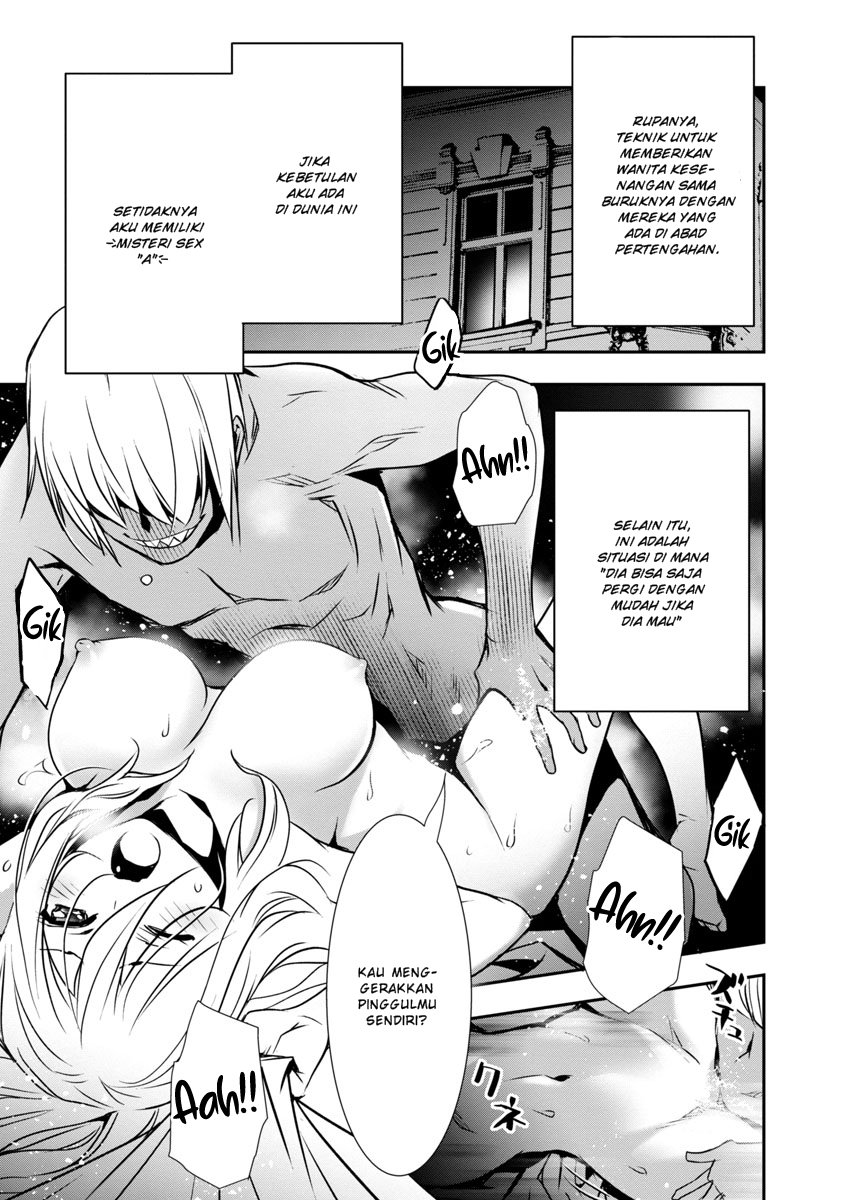 RUPANYA,
TEKNIK UNTUK
MEMBERIKAN
WANITA KESE-
NANGAN SAMA
BURUKNYA DENGAN
MEREKA YANG
ADA DI ABAD
PERTENGAHAN.
JIKA
KEBETULAN
AKU ADA
DI DUNIA INI
SETIDAKNYA
AKU MEMILIKI
-MISTERI SEX
"A"-
Gik
Ahn!!
SELAIN ITU,
INI ADALAH
SITUASI DI MANA
"DIA BISA SAJA
PERGI DENGAN
MUDAH JIKA
DIA MAU"
Gik
Gik
Ahn!!
KAU MENG-
GERAKKAN
PINGGULMU
SENDIRI?
Aah!!
ズチュ
クネ